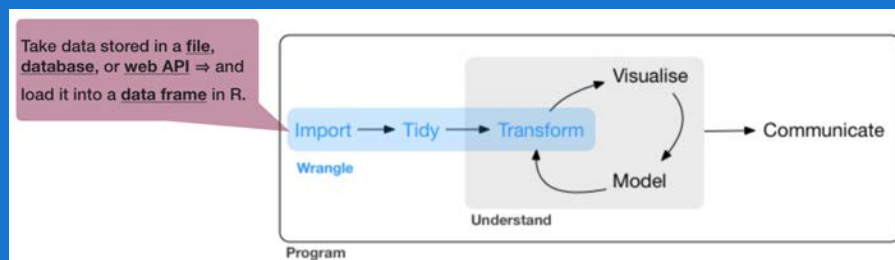 Take data stored in a file,
database, or web API ⇒ and
load it into a data frame in R.
Visualise
Import
Tidy
Transform
Communicate
Wrangle
Model
Understand
Program